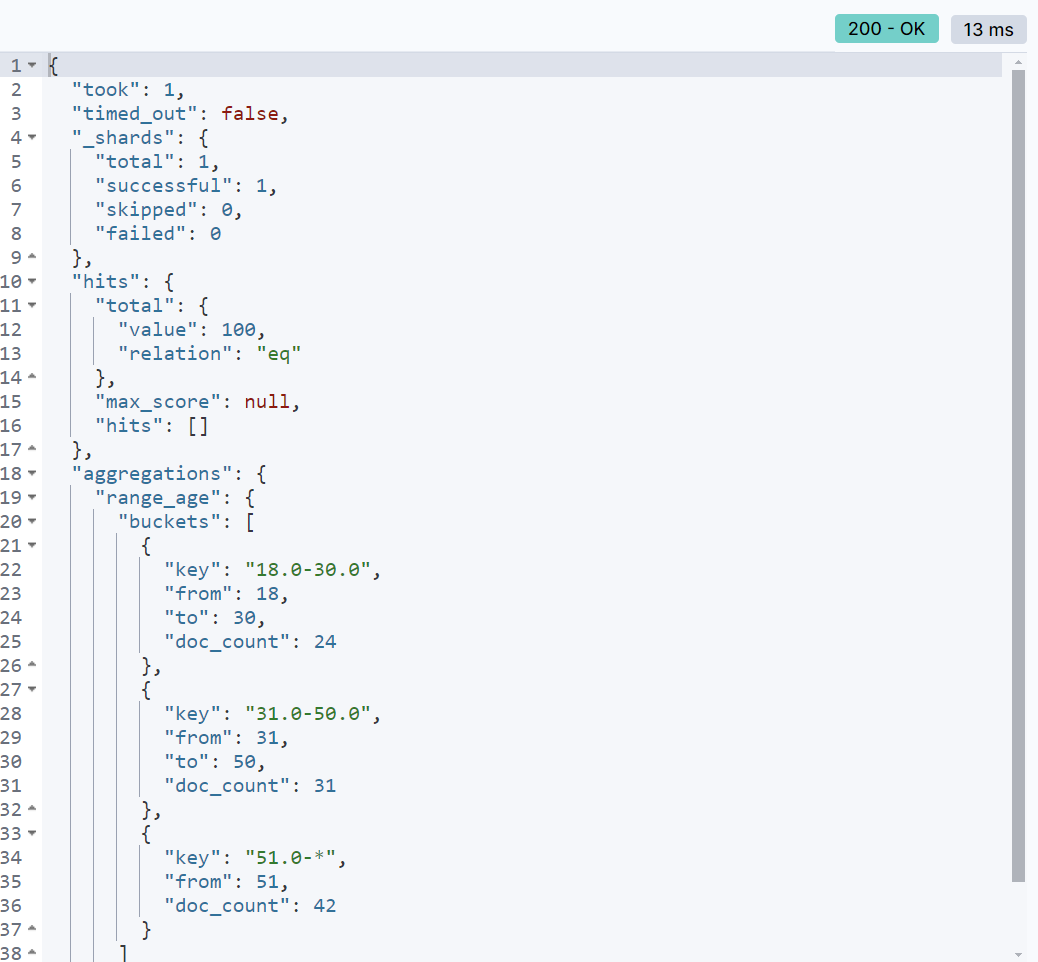 200 - OK 13 ms
1 {
2 "took": 1,
3 "timed_out": false,
4 "_shards": {
5 "total": 1,
6 "successful": 1,
7 "skipped": 0,
8 "failed": 0
9 },
10 "hits": {
11 "total": {
12 "value": 100,
13 "relation": "eq"
14 },
15 "max_score": null,
16 "hits": []
17 },
18 "aggregations": {
19 "range_age": {
20 "buckets": [
21 {
22 "key": "18.0-30.0",
23 "from": 18,
24 "to": 30,
25 "doc_count": 24
26 },
27 {
28 "key": "31.0-50.0",
29 "from": 31,
30 "to": 50,
31 "doc_count": 31
32 },
33 {
34 "key": "51.0-*",
35 "from": 51,
36 "doc_count": 42
37 }
38 ]